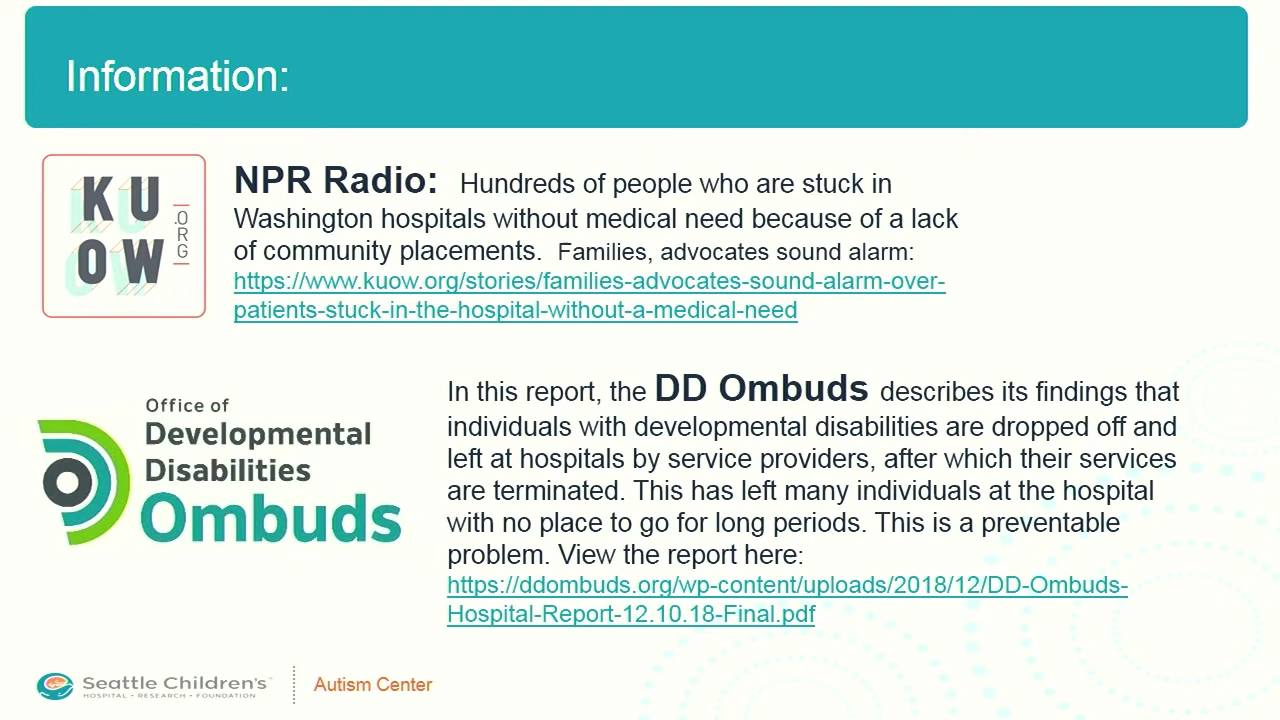 Information:
KU
OW
.ORG
NPR Radio: Hundreds of people who are stuck in
Washington hospitals without medical need because of a lack
of community placements. Families, advocates sound alarm:
https://www.kuow.org/stories/families-advocates-sound-alarm-over-
patients-stuck-in-the-hospital-without-a-medical-need
Office of
Developmental
Disabilities
Ombuds
In this report, the DD Ombuds describes its findings that
individuals with developmental disabilities are dropped off and
left at hospitals by service providers, after which their services
are terminated. This has left many individuals at the hospital
with no place to go for long periods. This is a preventable
problem. View the report here:
https://ddombuds.org/wp-content/uploads/2018/12/DD-Ombuds-
Hospital-Report-12.10.18-Final.pdf
Seattle Children's
HOSPITAL • RESEARCH • FOUNDATION
Autism Center